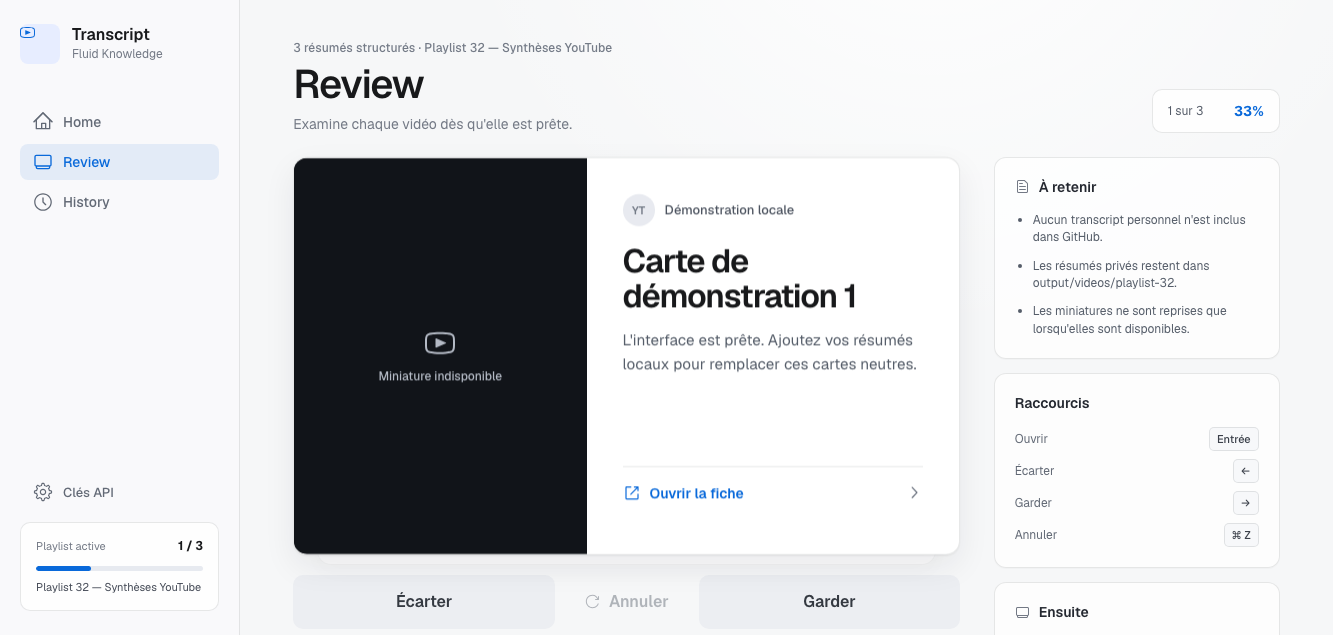 Transcript
Fluid Knowledge
Home
Review
History
Clés API
Playlist active
1 / 3
Playlist 32 — Synthèses YouTube
3 résumés structurés · Playlist 32 — Synthèses YouTube
Review
Examine chaque vidéo dès qu'elle est prête.
1 sur 3
33%
Miniature indisponible
YT
Démonstration locale
Carte de
démonstration 1
L'interface est prête. Ajoutez vos résumés
locaux pour remplacer ces cartes neutres.
Ouvrir la fiche
Écarter
Annuler
Garder
À retenir
• Aucun transcript personnel n'est inclus
dans GitHub.
• Les résumés privés restent dans
output/videos/playlist-32.
• Les miniatures ne sont reprises que
lorsqu'elles sont disponibles.
Raccourcis
Ouvrir
Entrée
Écarter
←
Garder
→
Annuler
⌘ Z
Ensuite